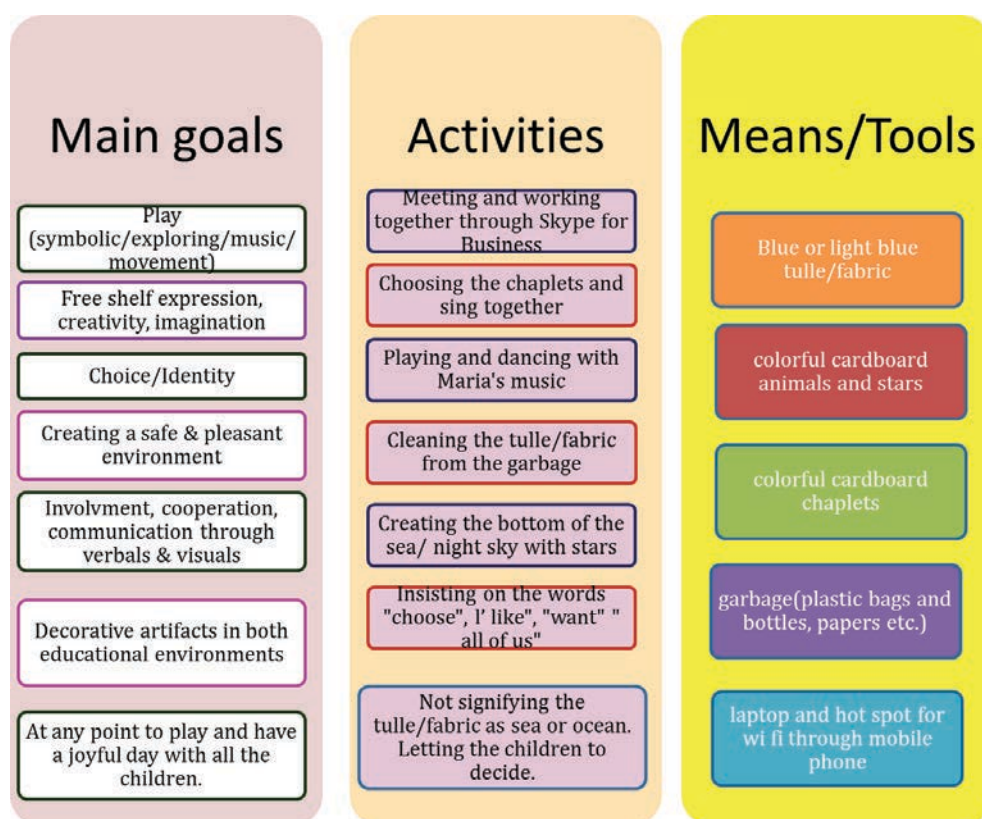 Main goals
Play
(symbolic/exploring/music/
movement)
Free shelf expression,
creativity, imagination
Choice/Identity
Creating a safe & pleasant
environment
Involvment, cooperation,
communication through
verbals & visuals
Decorative artifacts in both
educational environments
At any point to play and have
a joyful day with all the
children.
Activities
Meeting and working
together through Skype for
Business
Choosing the chaplets and
sing together
Playing and dancing with
Maria's music
Cleaning the tulle/fabric
from the garbage
Creating the bottom of the
sea/ night sky with stars
Insisting on the words
"choose", I' like", "want" "
all of us"
Not signifying the
tulle/fabric as sea or ocean.
Letting the children to
decide.
Means/Tools
Blue or light blue
tulle/fabric
colorful cardboard
animals and stars
colorful cardboard
chaplets
garbage(plastic bags and
bottles, papers etc.)
laptop and hot spot for
wi fi through mobile
phone